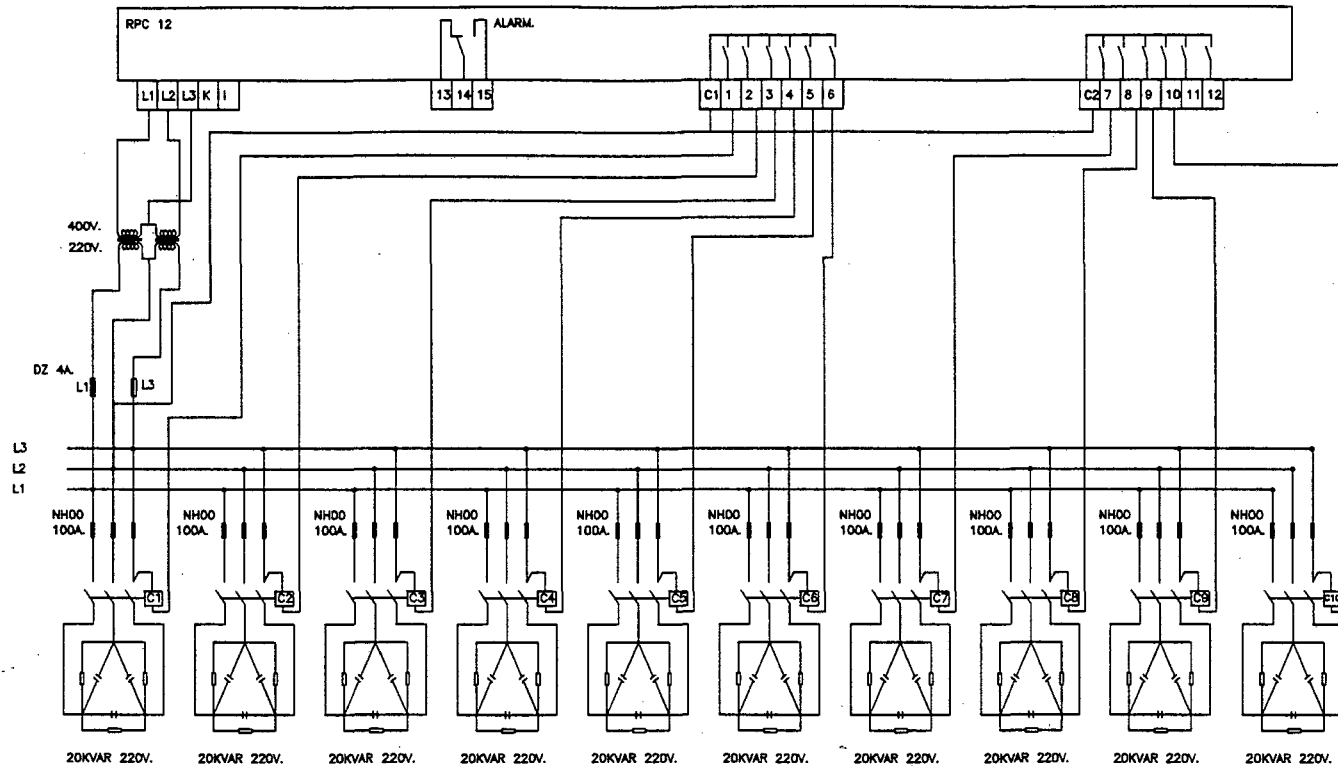 RPC 12
ALARM.
L1 L2 L3 K l
13 14 15
C1 1 2 3 4 5 6
C2 7 8 9 10 11 12
400V.
220V.
DZ 4A.
L1
L3
L3
L2
L1
NH00
100A.
NH00
100A.
NH00
100A.
NH00
100A.
NH00
100A.
NH00
100A.
NH00
100A.
NH00
100A.
NH00
100A.
NH00
100A.
C1
C2
C3
C4
C5
C6
C7
C8
C9
C10
20KVAR 220V.
20KVAR 220V.
20KVAR 220V.
20KVAR 220V.
20KVAR 220V.
20KVAR 220V.
20KVAR 220V.
20KVAR 220V.
20KVAR 220V.
20KVAR 220V.